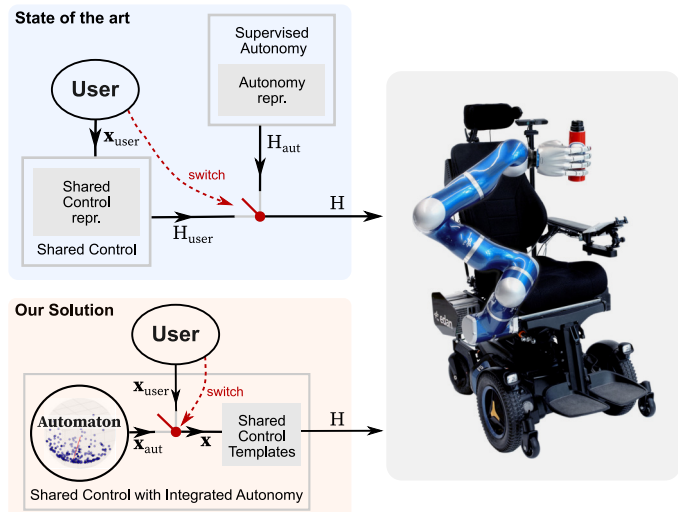 State of the art
Supervised Autonomy
Autonomy
repr.
User
x_user
H_aut
switch
Shared
Control
repr.
H
H_user
Shared Control
edan
Our Solution
User
x_user
switch
Automaton
x_aut
x
Shared
Control
Templates
H
Shared Control with Integrated Autonomy